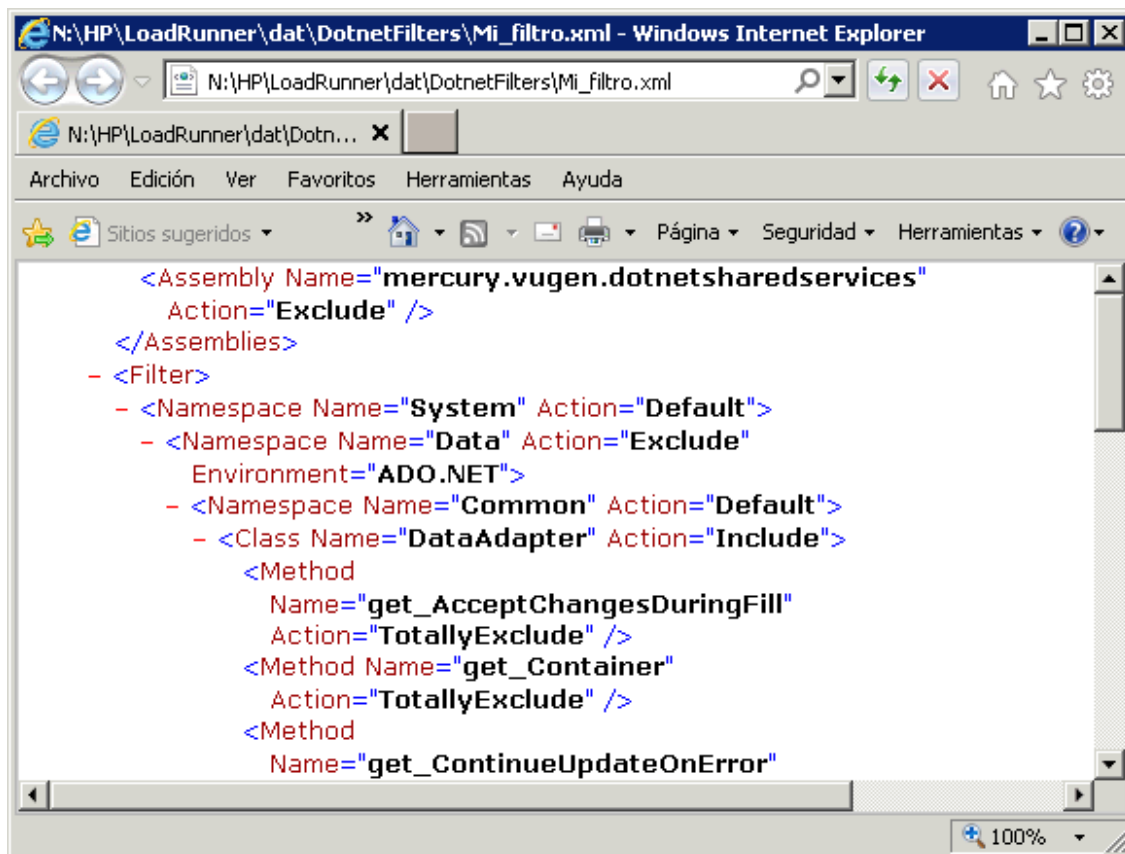 N:\HP\LoadRunner\dat\DotnetFilters\Mi_filtro.xml - Windows Internet Explorer
N:\HP\LoadRunner\dat\DotnetFilters\Mi_filtro.xml
N:\HP\LoadRunner\dat\Dotn...
Archivo Edición Ver Favoritos Herramientas Ayuda
Sitios sugeridos » Página Seguridad Herramientas
<Assembly Name="mercury.vugen.dotnetsharedservices"
Action="Exclude" />
</Assemblies>
- <Filter>
- <Namespace Name="System" Action="Default">
- <Namespace Name="Data" Action="Exclude"
Environment="ADO.NET">
- <Namespace Name="Common" Action="Default">
- <Class Name="DataAdapter" Action="Include">
<Method
Name="get_AcceptChangesDuringFill"
Action="TotallyExclude" />
<Method Name="get_Container"
Action="TotallyExclude" />
<Method
Name="get_ContinueUpdateOnError"
100%